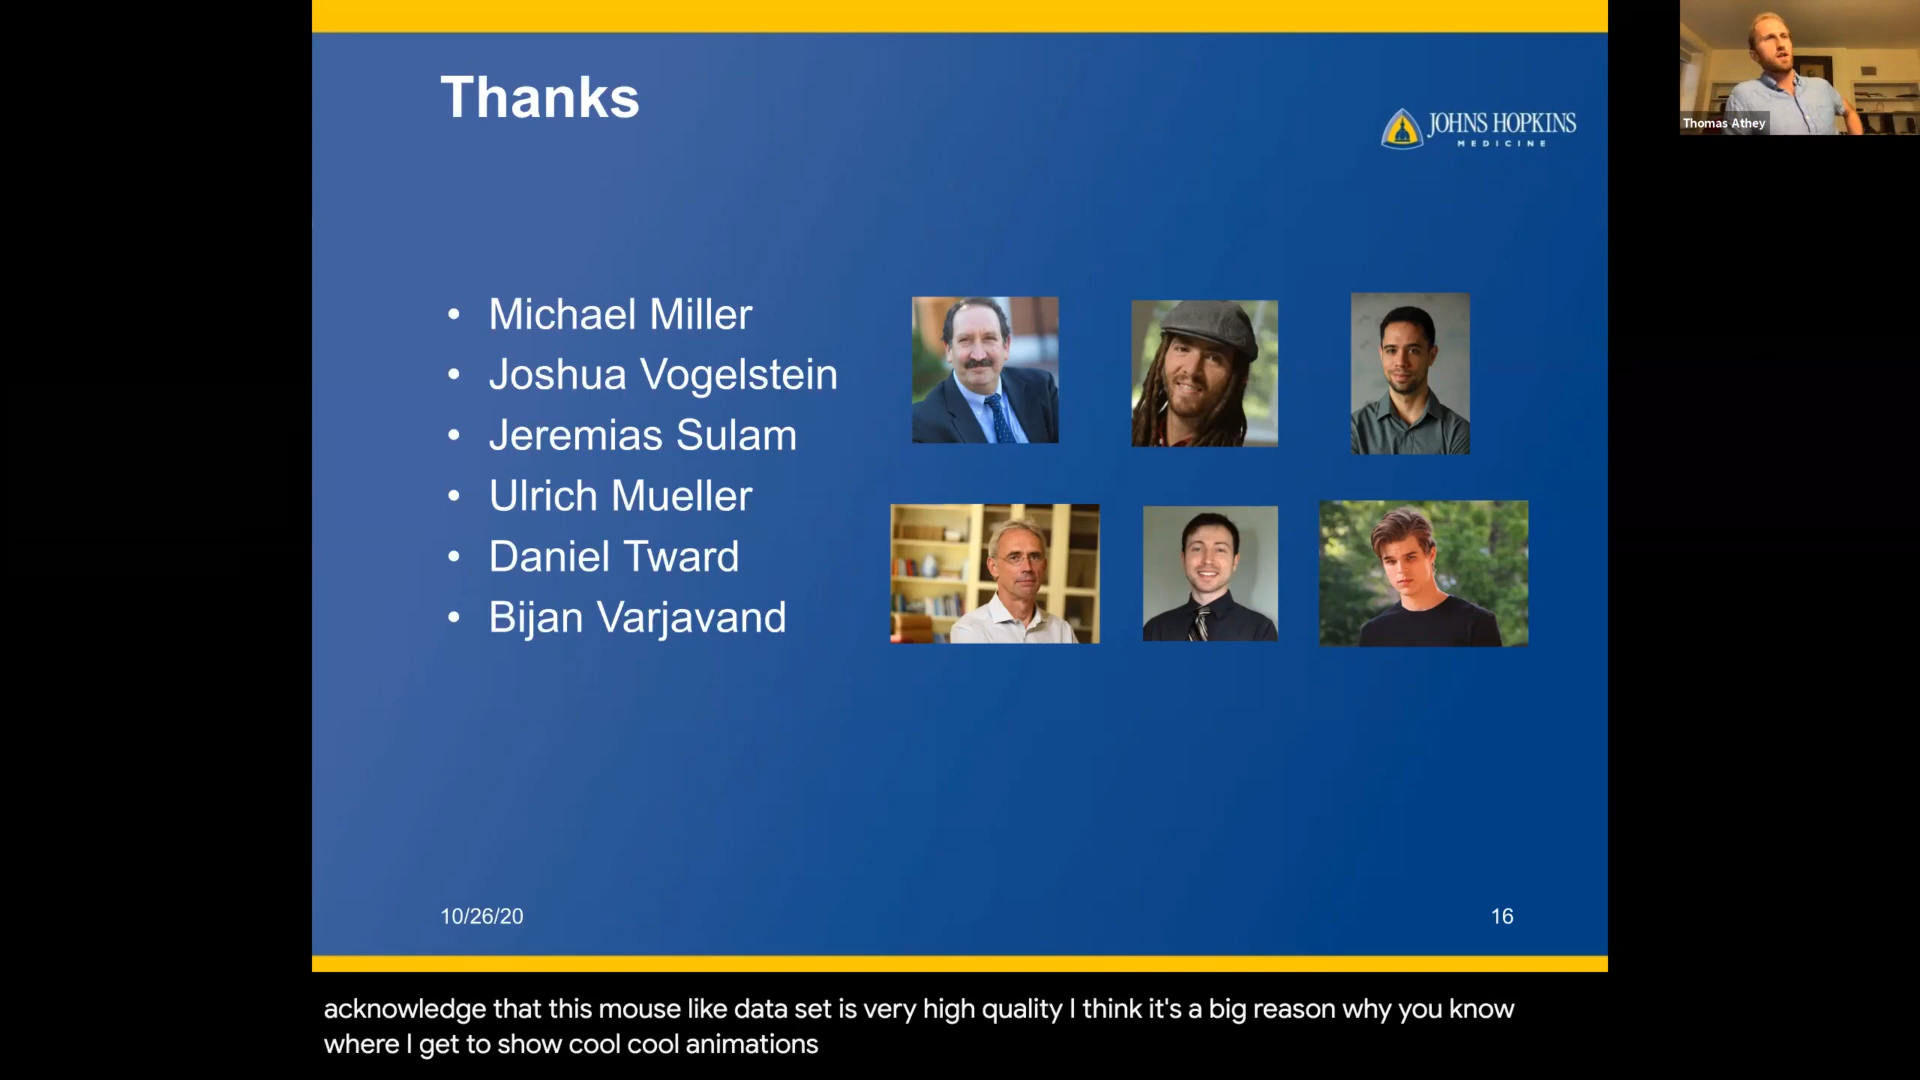 Thanks
JOHNS HOPKINS
MEDICINE
Thomas Athey
• Michael Miller
• Joshua Vogelstein
• Jeremias Sulam
• Ulrich Mueller
• Daniel Tward
• Bijan Varjavand
10/26/20
16
acknowledge that this mouse like data set is very high quality I think it's a big reason why you know
where I get to show cool cool animations